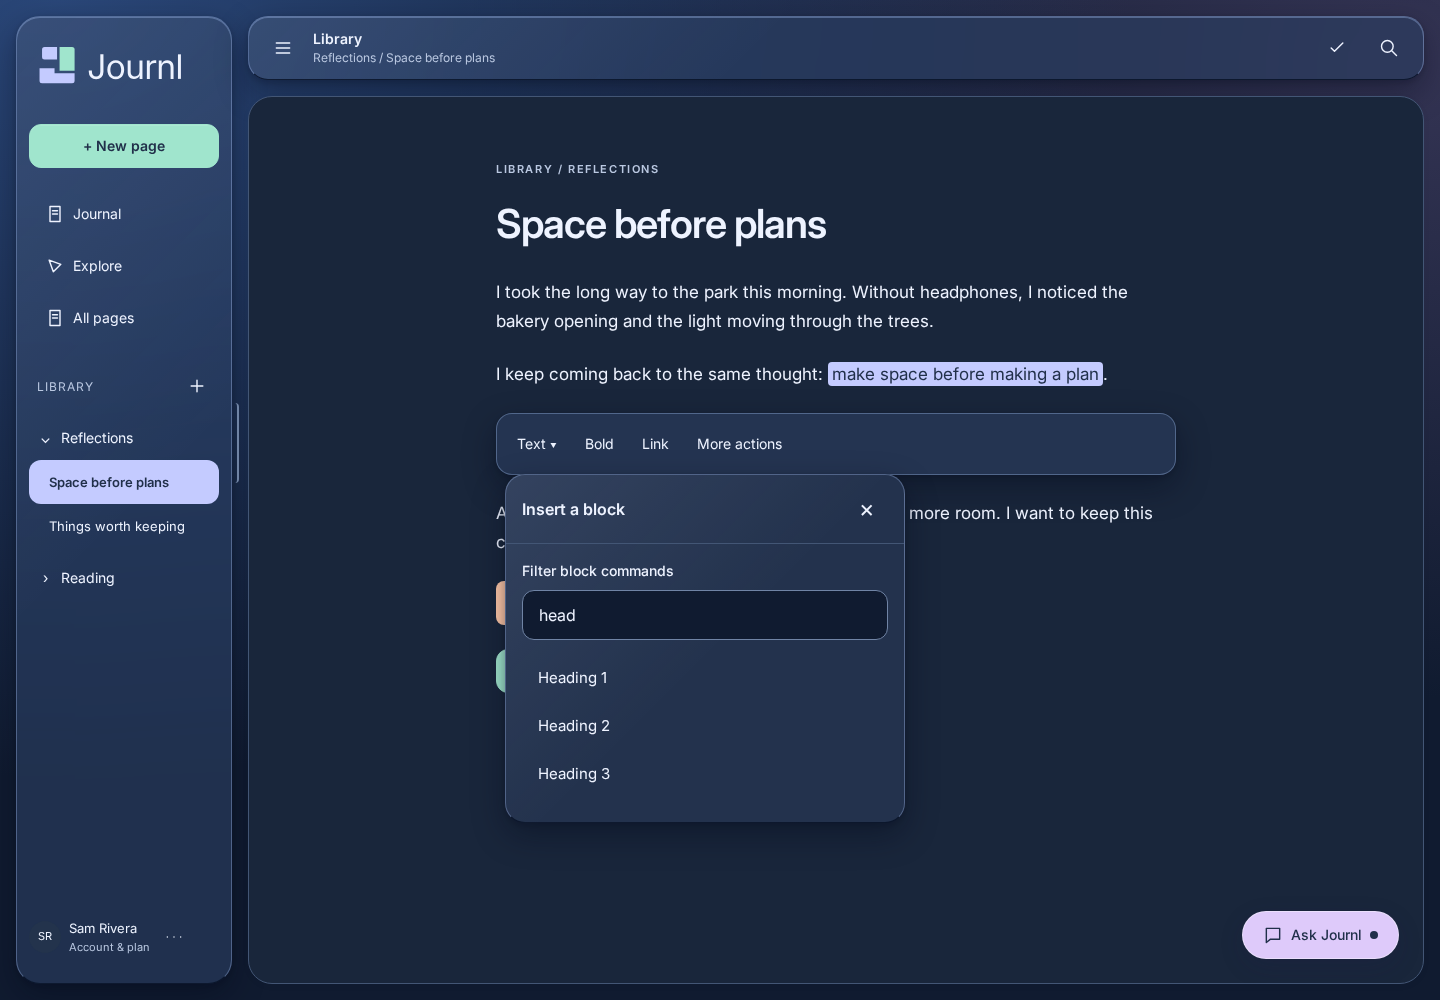 Journl
+ New page
Journal
Explore
All pages
LIBRARY
Reflections
Space before plans
Things worth keeping
Reading
SR
Sam Rivera
Account & plan
...
Library
Reflections / Space before plans
LIBRARY / REFLECTIONS
Space before plans
I took the long way to the park this morning. Without headphones, I noticed the
bakery opening and the light moving through the trees.
I keep coming back to the same thought: make space before making a plan.
Text ▾ Bold Link More actions
more room. I want to keep this
Insert a block
Filter block commands
head
Heading 1
Heading 2
Heading 3
Ask Journl